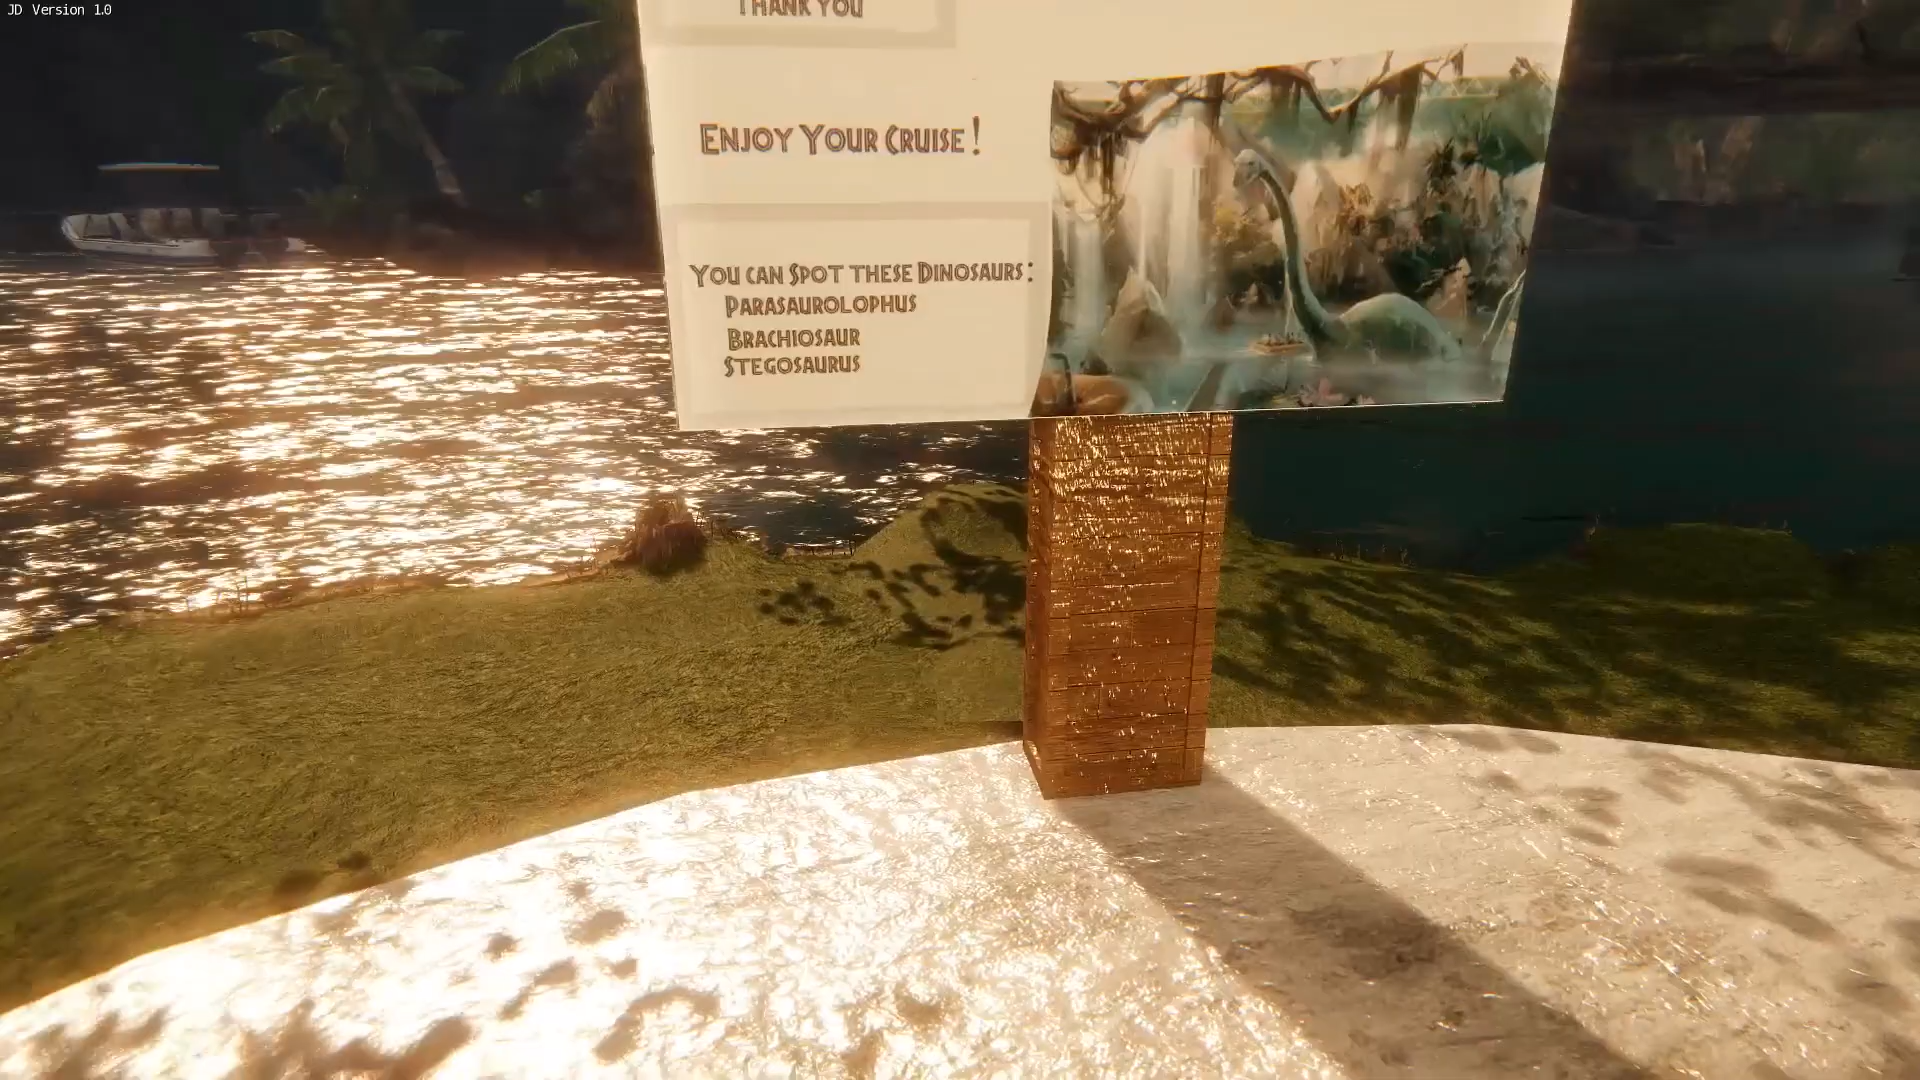 JD Version 1.0
THANK YOU
ENJOY YOUR CRUISE!
YOU CAN SPOT THESE DINOSAURS:
PARASAUROLOPHUS
BRACHIOSAUR
STEGOSAURUS